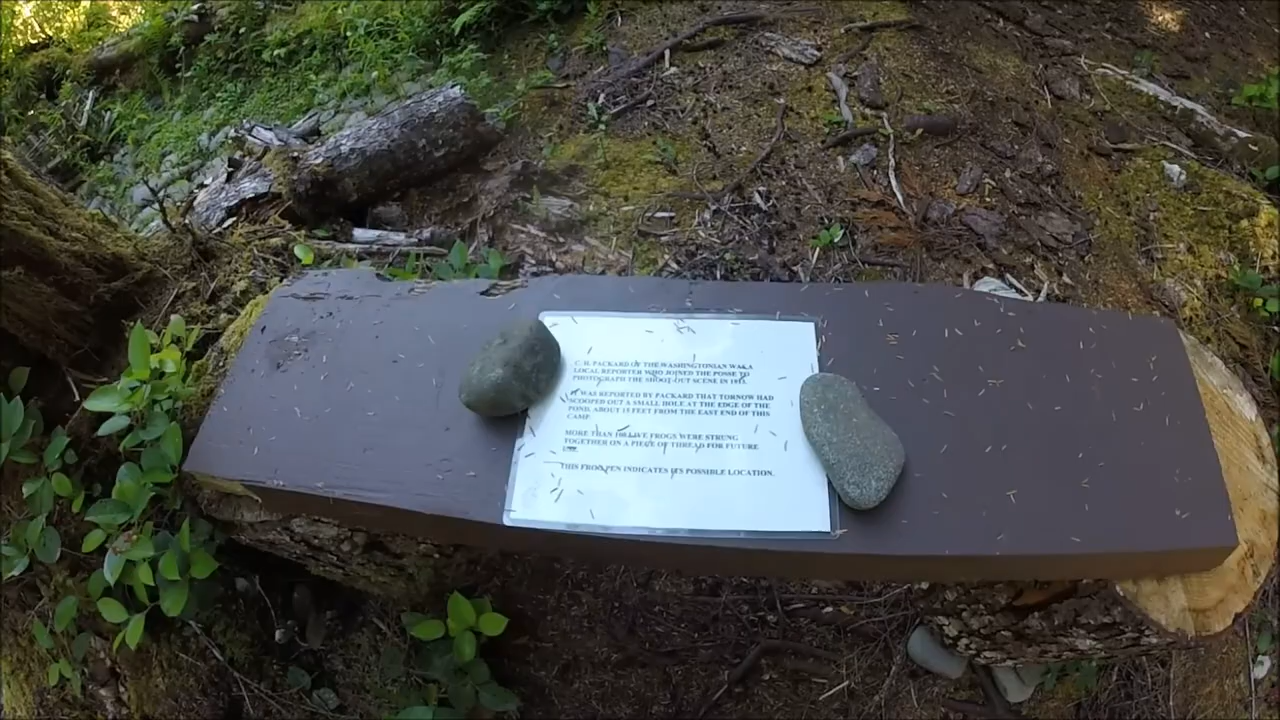 C. H. PACKARD OF THE WASHINGTONIAN WAS A
LOCAL REPORTER WHO JOINED THE POSSE TO
PHOTOGRAPH THE SHOOT-OUT SCENE IN 1912.
IT WAS REPORTED BY PACKARD THAT TORNOW HAD
SCOOPED OUT A SMALL HOLE AT THE EDGE OF THE
POND, ABOUT 15 FEET FROM THE EAST END OF THIS
CAMP.
MORE THAN 100 LIVE FROGS WERE STRUNG
TOGETHER ON A PIECE OF THREAD FOR FUTURE
USE.
THIS FROG PEN INDICATES ITS POSSIBLE LOCATION.